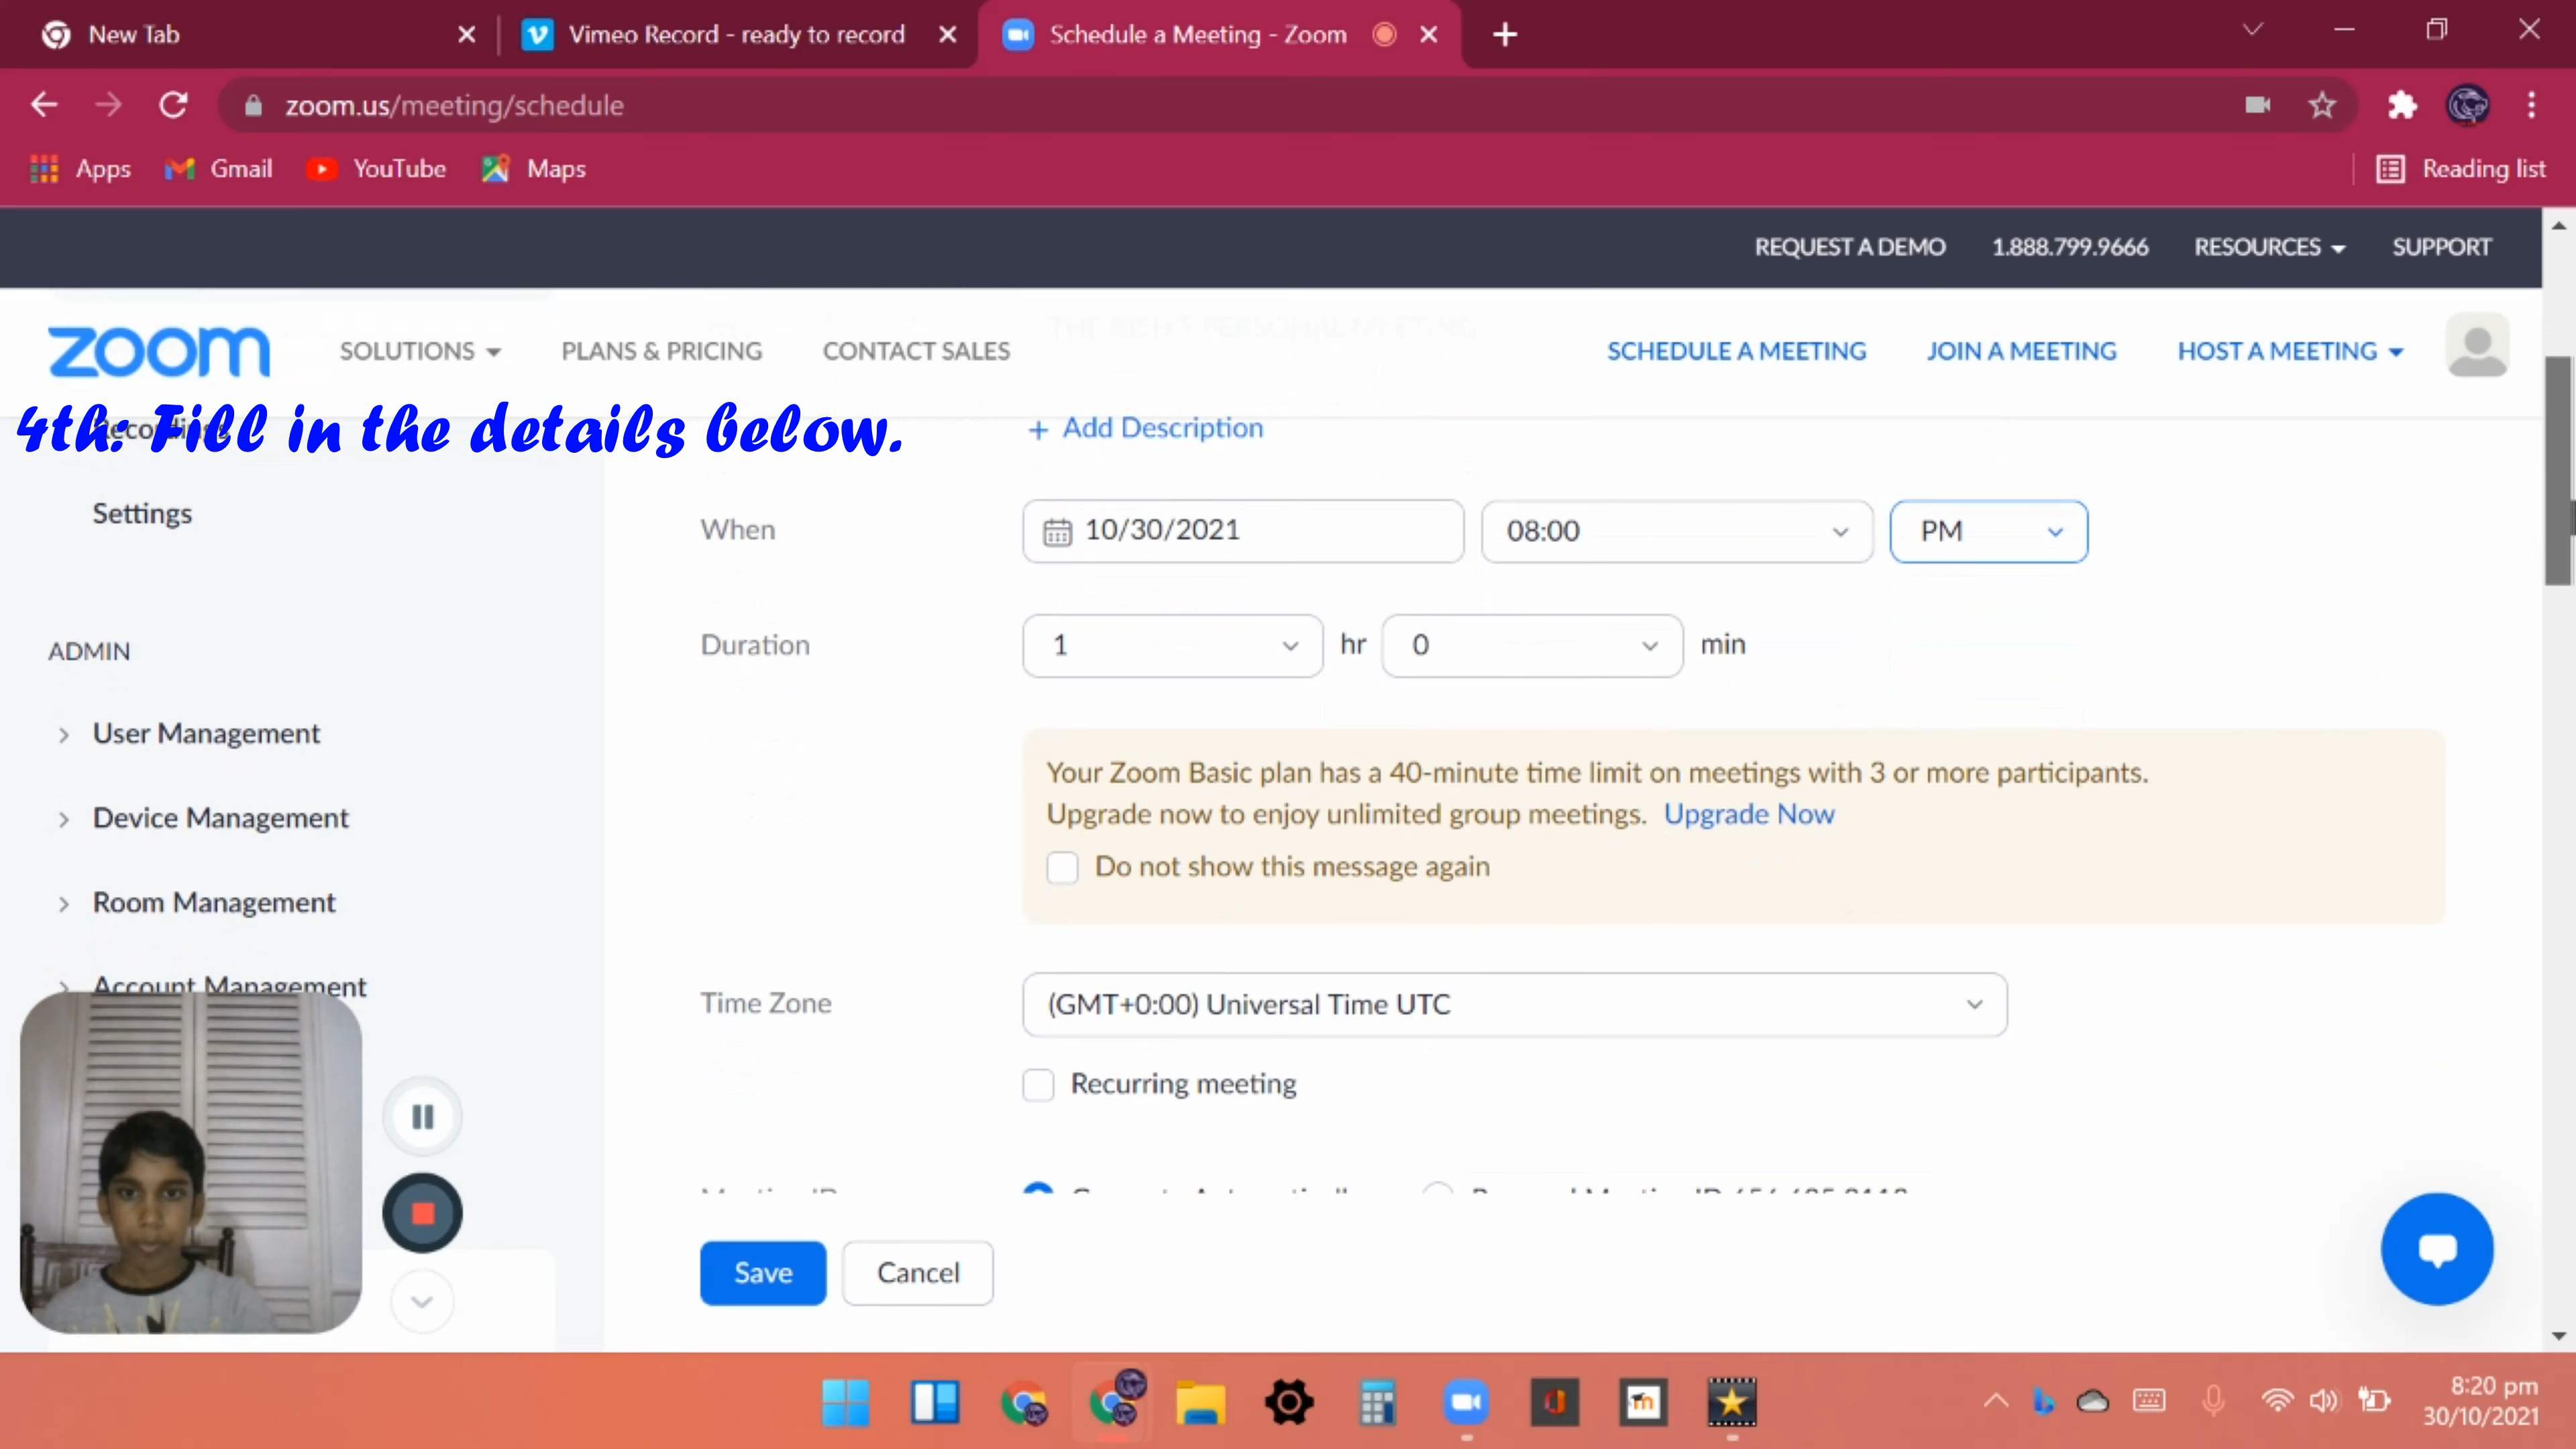 New Tab
Vimeo Record - ready to record
Schedule a Meeting - Zoom
zoom.us/meeting/schedule
Apps
Gmail
YouTube
Maps
Reading list
REQUEST A DEMO
1.888.799.9666
RESOURCES
SUPPORT
zoom
SOLUTIONS
PLANS & PRICING
CONTACT SALES
SCHEDULE A MEETING
JOIN A MEETING
HOST A MEETING
4th: Fill in the details below.
Recordings
+ Add Description
Settings
When
10/30/2021
08:00
PM
Duration
1
hr
0
min
ADMIN
User Management
Device Management
Room Management
Account Management
Your Zoom Basic plan has a 40-minute time limit on meetings with 3 or more participants.
Upgrade now to enjoy unlimited group meetings. Upgrade Now
Do not show this message again
Time Zone
(GMT+0:00) Universal Time UTC
Recurring meeting
Save
Cancel
8:20 pm
30/10/2021